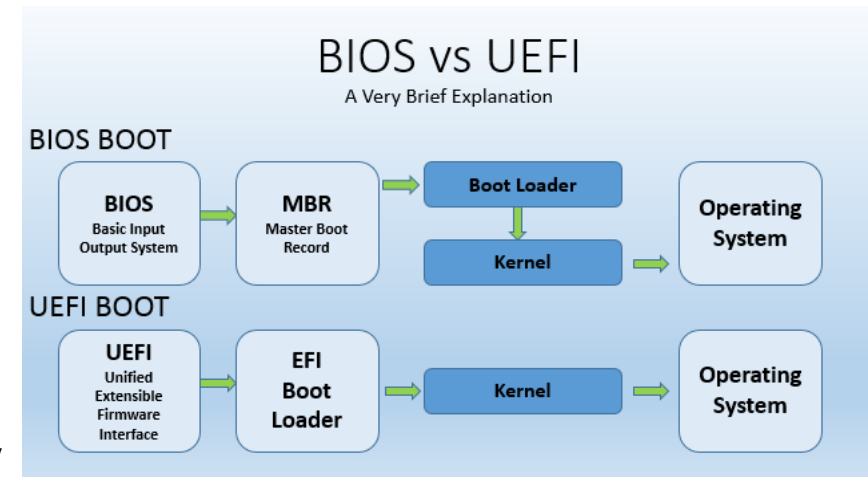 BIOS vs UEFI
A Very Brief Explanation
BIOS BOOT
BIOS
Basic Input
Output System
MBR
Master Boot
Record
Boot Loader
Kernel
Operating
System
UEFI BOOT
UEFI
Unified
Extensible
Firmware
Interface
EFI
Boot
Loader
Kernel
Operating
System